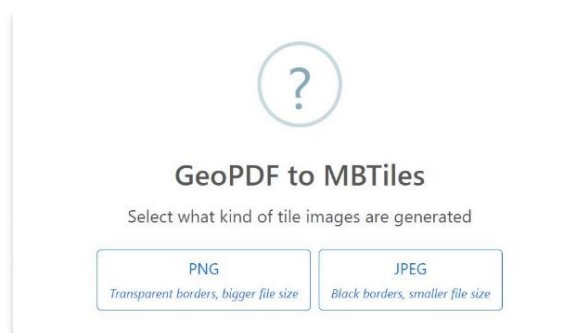 ?
GeoPDF to MBTiles
Select what kind of tile images are generated
PNG
Transparent borders, bigger file size
JPEG
Black borders, smaller file size